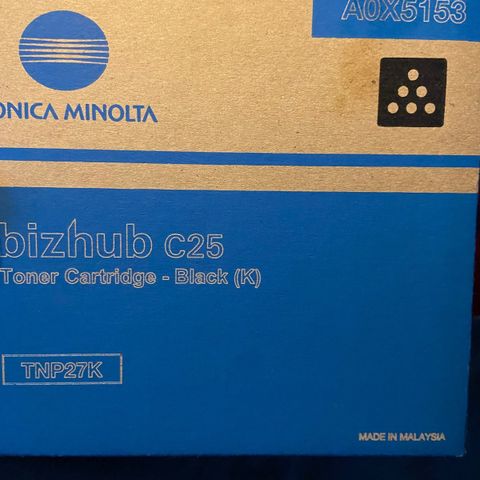 A0X5153
ONICA MINOLTA
bizhub C25
Toner Cartridge - Black (K)
TNP27K
MADE IN MALAYSIA